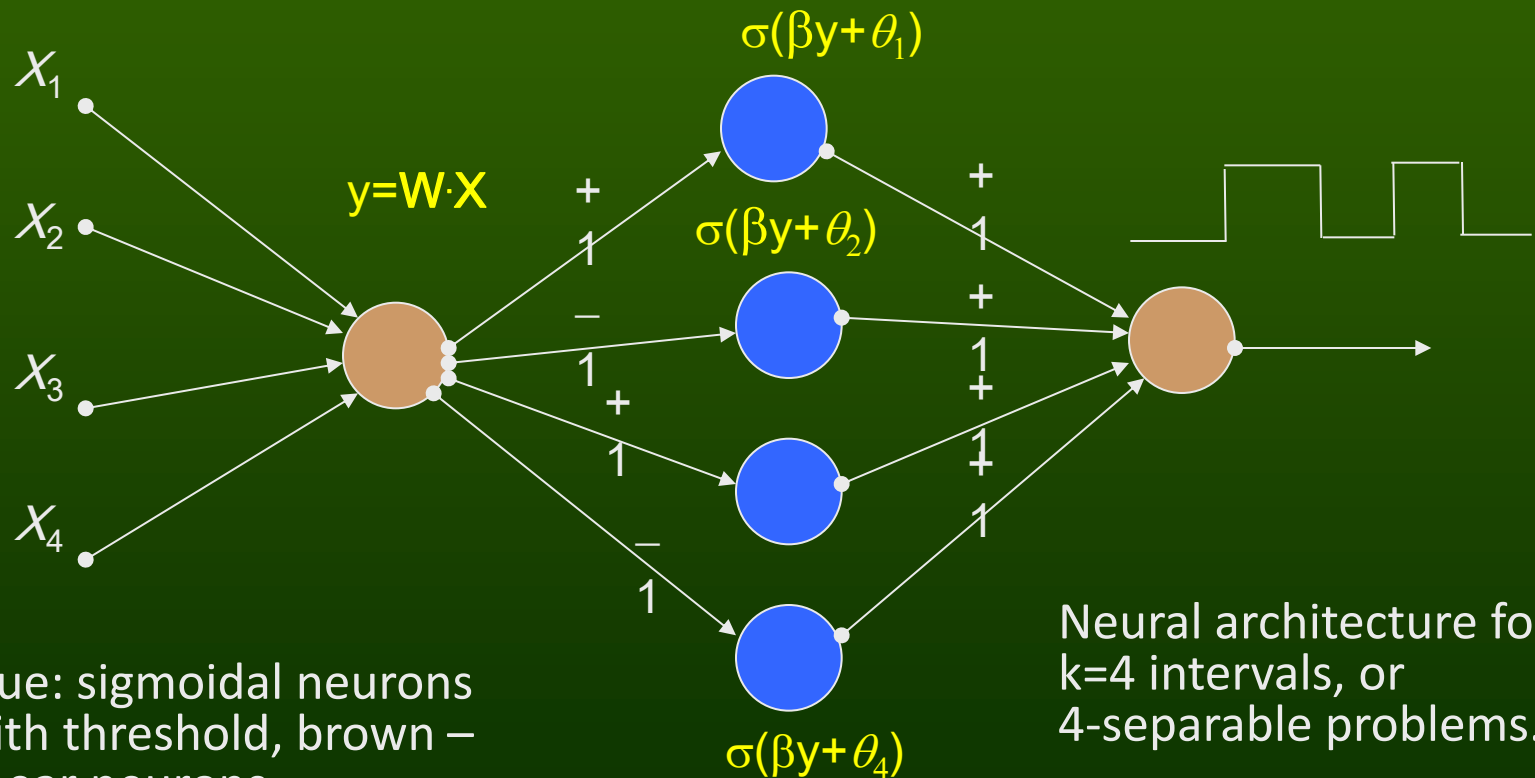 σ(βy+θ₁)
X₁
y=W·X
+
1
+
1
X₂
σ(βy+θ₂)
–
1
+
1
X₃
+
1
+
1
X₄
–
1
+
1
Neural architecture fo
k=4 intervals, or
4-separable problems.
ue: sigmoidal neurons
ith threshold, brown –
neurons
σ(βy+θ₄)